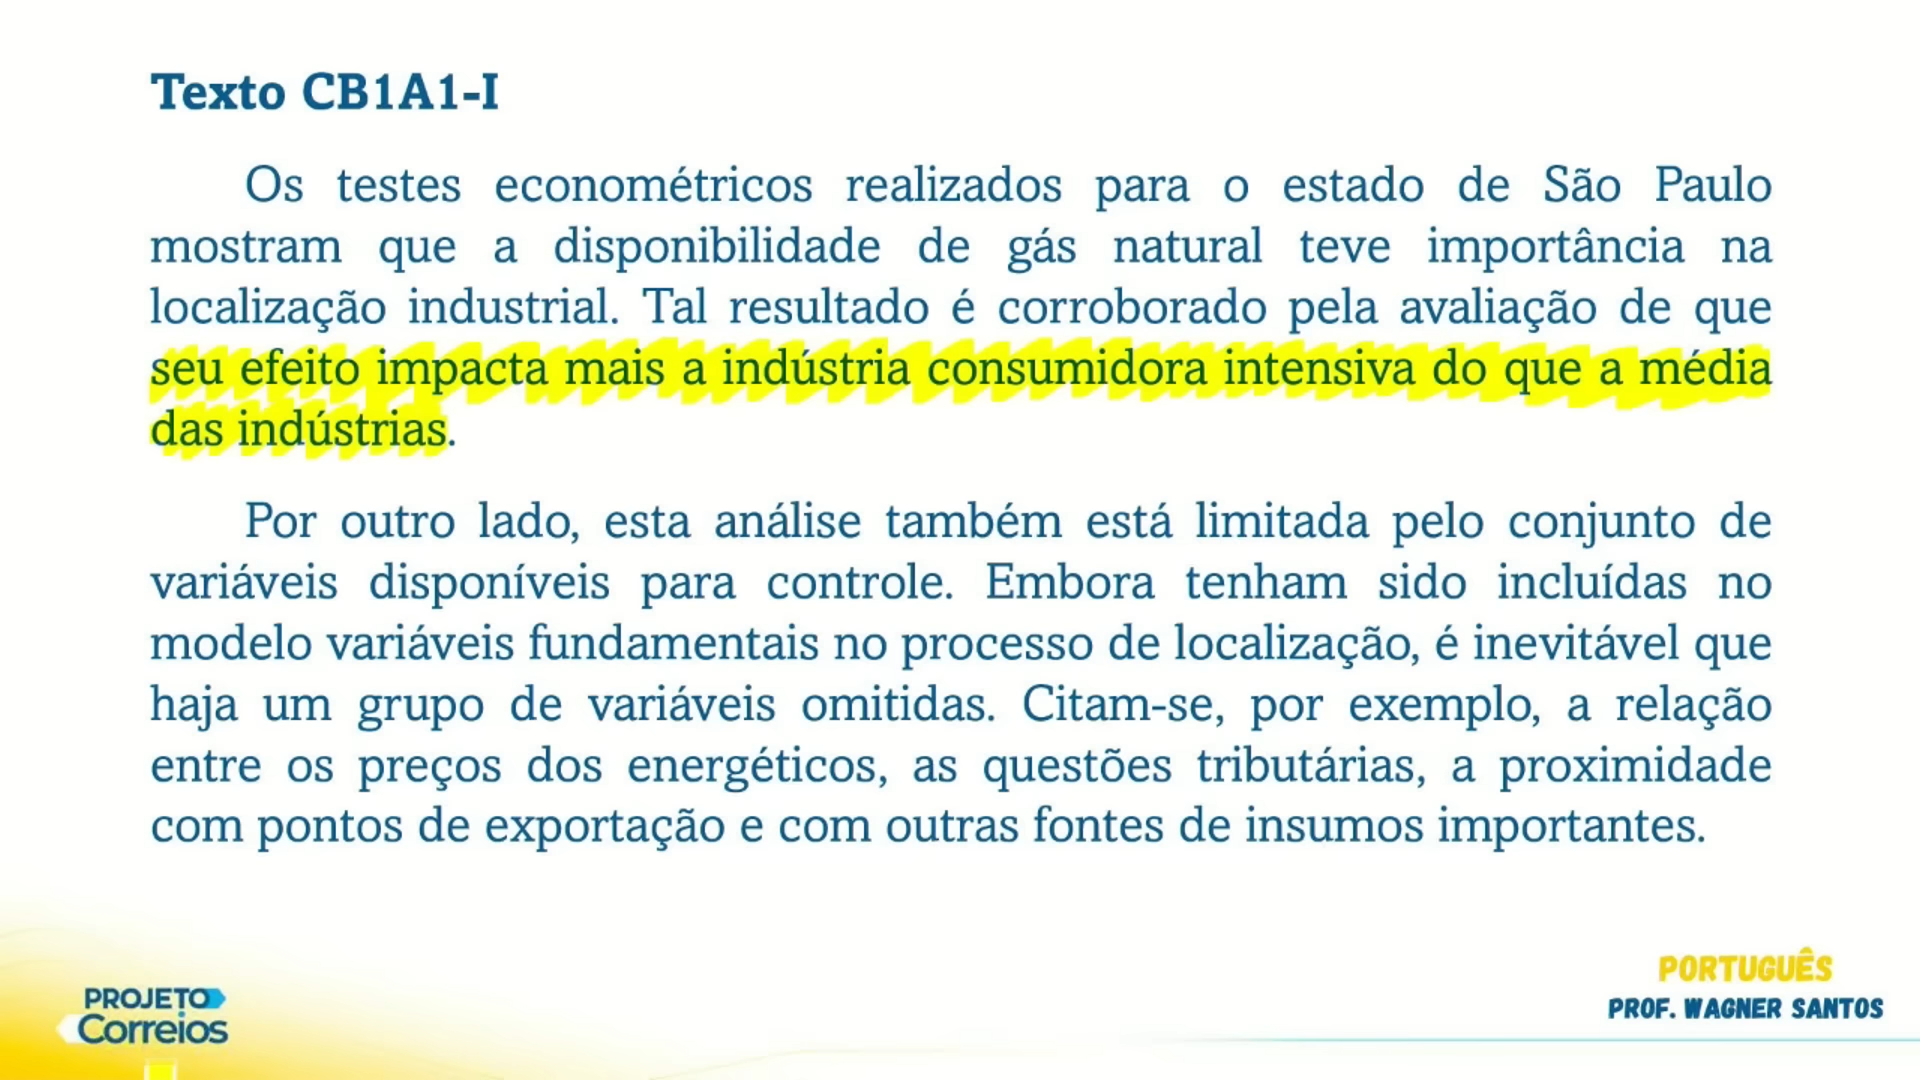 Texto CB1A1-I
Os testes econométricos realizados para o estado de São Paulo
mostram que a disponibilidade de gás natural teve importância na
localização industrial. Tal resultado é corroborado pela avaliação de que
seu efeito impacta mais a indústria consumidora intensiva do que a média
das indústrias.
Por outro lado, esta análise também está limitada pelo conjunto de
variáveis disponíveis para controle. Embora tenham sido incluídas no
modelo variáveis fundamentais no processo de localização, é inevitável que
haja um grupo de variáveis omitidas. Citam-se, por exemplo, a relação
entre os preços dos energéticos, as questões tributárias, a proximidade
com pontos de exportação e com outras fontes de insumos importantes.
PROJETO
Correios
PORTUGUÊS
PROF. WAGNER SANTOS